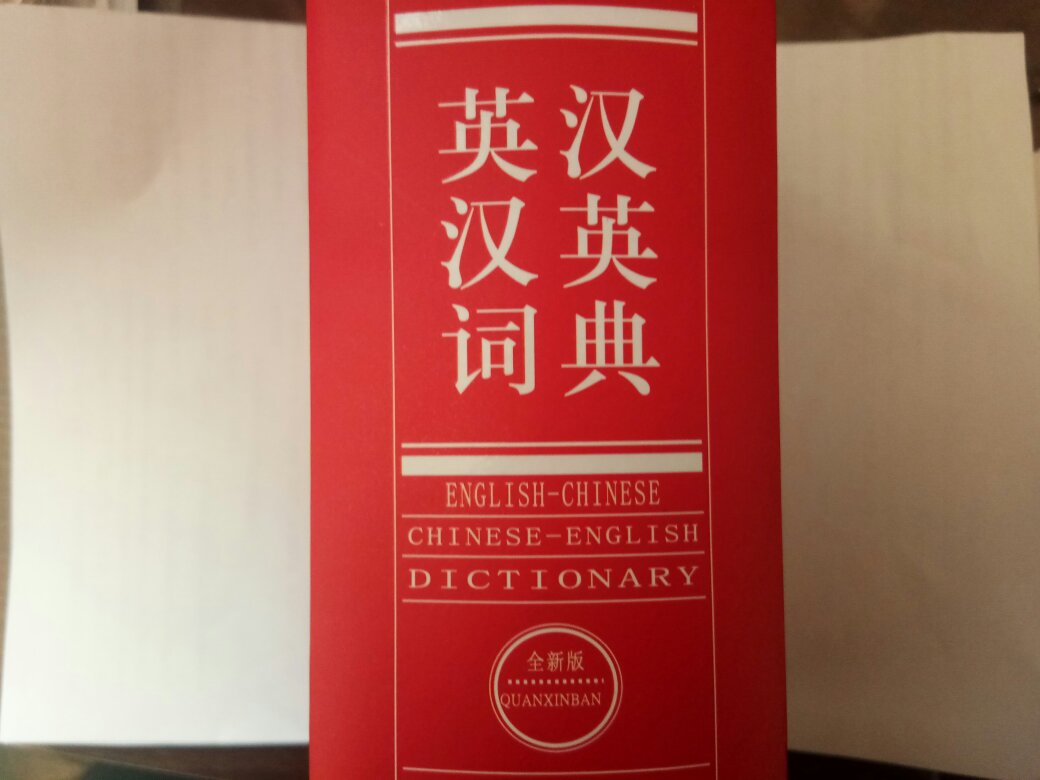 英汉
汉英
词典
ENGLISH-CHINESE
CHINESE-ENGLISH
DICTIONARY
全新版
QUANXINBAN